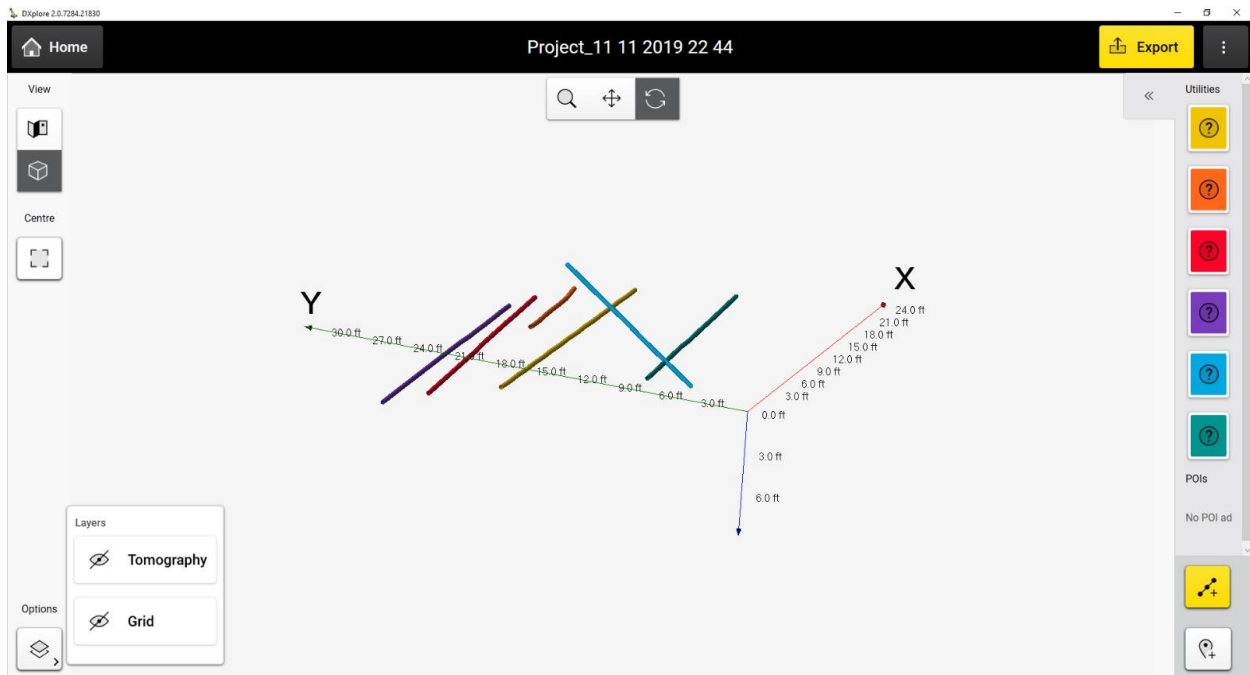 DXplore 2.0.7284.21830
Home
Project_11 11 2019 22 44
Export
View
Centre
Utilities
?
?
?
?
?
?
POIs
No POI ad
Y
X
30.0 ft
27.0 ft
24.0 ft
21.0 ft
18.0 ft
15.0 ft
12.0 ft
9.0 ft
6.0 ft
3.0 ft
0.0 ft
3.0 ft
6.0 ft
24.0 ft
21.0 ft
18.0 ft
15.0 ft
12.0 ft
9.0 ft
6.0 ft
3.0 ft
Layers
Tomography
Grid
Options